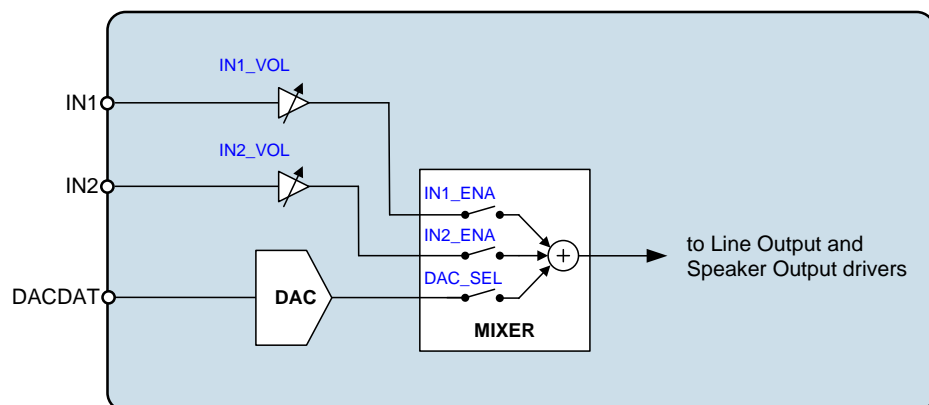 IN1_VOL
IN1
IN2_VOL
IN2
IN1_ENA
IN2_ENA
to Line Output and
Speaker Output drivers
DAC_SEL
DACDAT
DAC
MIXER